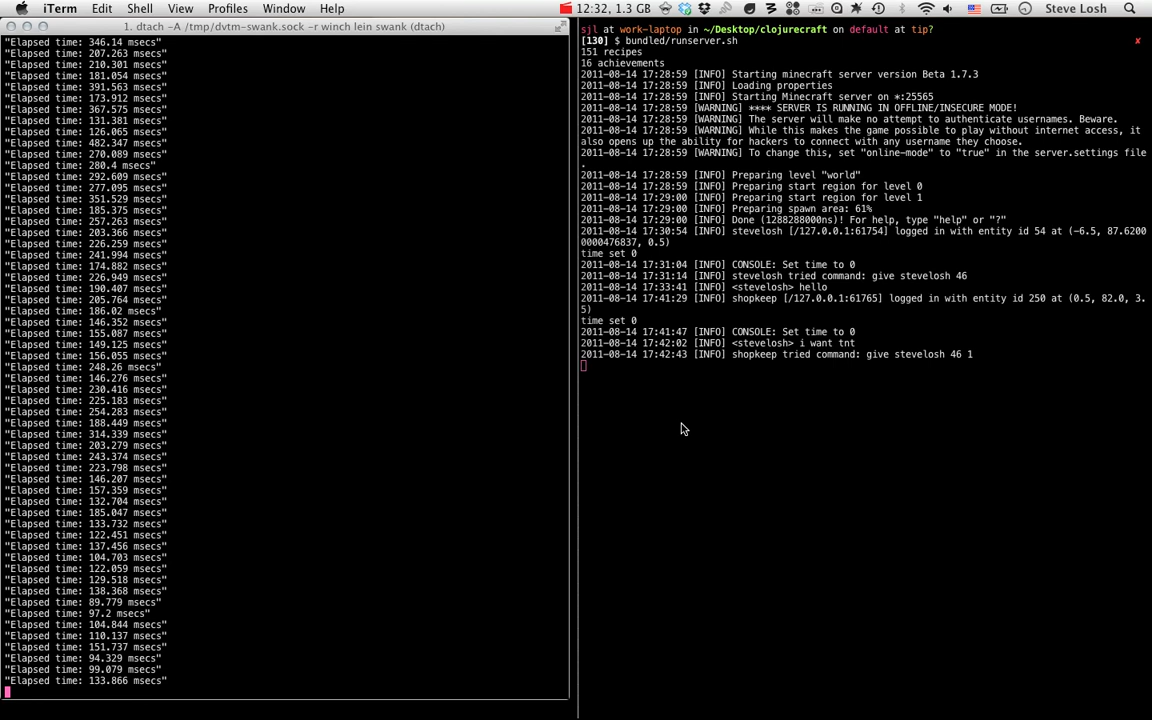 iTerm Edit Shell View Profiles Window Help 12:32, 1.3 GB Steve Losh
1. dtach -A /tmp/dvtm-swank.sock -r winch lein swank (dtach)
"Elapsed time: 346.14 msecs"
"Elapsed time: 207.263 msecs"
"Elapsed time: 210.301 msecs"
"Elapsed time: 181.054 msecs"
"Elapsed time: 391.563 msecs"
"Elapsed time: 173.912 msecs"
"Elapsed time: 367.575 msecs"
"Elapsed time: 131.381 msecs"
"Elapsed time: 126.065 msecs"
"Elapsed time: 482.347 msecs"
"Elapsed time: 270.089 msecs"
"Elapsed time: 280.4 msecs"
"Elapsed time: 292.609 msecs"
"Elapsed time: 277.095 msecs"
"Elapsed time: 351.529 msecs"
"Elapsed time: 185.375 msecs"
"Elapsed time: 257.263 msecs"
"Elapsed time: 203.366 msecs"
"Elapsed time: 226.259 msecs"
"Elapsed time: 241.994 msecs"
"Elapsed time: 174.882 msecs"
"Elapsed time: 226.949 msecs"
"Elapsed time: 190.407 msecs"
"Elapsed time: 205.764 msecs"
"Elapsed time: 186.02 msecs"
"Elapsed time: 146.352 msecs"
"Elapsed time: 155.087 msecs"
"Elapsed time: 149.125 msecs"
"Elapsed time: 156.055 msecs"
"Elapsed time: 248.26 msecs"
"Elapsed time: 146.276 msecs"
"Elapsed time: 230.416 msecs"
"Elapsed time: 225.183 msecs"
"Elapsed time: 254.283 msecs"
"Elapsed time: 188.449 msecs"
"Elapsed time: 314.339 msecs"
"Elapsed time: 203.279 msecs"
"Elapsed time: 243.374 msecs"
"Elapsed time: 223.798 msecs"
"Elapsed time: 146.207 msecs"
"Elapsed time: 157.359 msecs"
"Elapsed time: 132.704 msecs"
"Elapsed time: 185.047 msecs"
"Elapsed time: 133.732 msecs"
"Elapsed time: 122.451 msecs"
"Elapsed time: 137.456 msecs"
"Elapsed time: 104.703 msecs"
"Elapsed time: 122.059 msecs"
"Elapsed time: 129.518 msecs"
"Elapsed time: 138.368 msecs"
"Elapsed time: 89.779 msecs"
"Elapsed time: 97.2 msecs"
"Elapsed time: 104.844 msecs"
"Elapsed time: 110.137 msecs"
"Elapsed time: 151.737 msecs"
"Elapsed time: 94.329 msecs"
"Elapsed time: 99.079 msecs"
"Elapsed time: 133.866 msecs"
sjl at work-laptop in ~/Desktop/clojurecraft on default at tip?
[130] $ bundled/runserver.sh ✘
151 recipes
16 achievements
2011-08-14 17:28:59 [INFO] Starting minecraft server version Beta 1.7.3
2011-08-14 17:28:59 [INFO] Loading properties
2011-08-14 17:28:59 [INFO] Starting Minecraft server on *:25565
2011-08-14 17:28:59 [WARNING] **** SERVER IS RUNNING IN OFFLINE/INSECURE MODE!
2011-08-14 17:28:59 [WARNING] The server will make no attempt to authenticate usernames. Beware.
2011-08-14 17:28:59 [WARNING] While this makes the game possible to play without internet access, it
also opens up the ability for hackers to connect with any username they choose.
2011-08-14 17:28:59 [WARNING] To change this, set "online-mode" to "true" in the server.settings file
.
2011-08-14 17:28:59 [INFO] Preparing level "world"
2011-08-14 17:28:59 [INFO] Preparing start region for level 0
2011-08-14 17:29:00 [INFO] Preparing start region for level 1
2011-08-14 17:29:00 [INFO] Preparing spawn area: 61%
2011-08-14 17:29:00 [INFO] Done (1288288000ns)! For help, type "help" or "?"
2011-08-14 17:30:54 [INFO] stevelosh [/127.0.0.1:61754] logged in with entity id 54 at (-6.5, 87.6200
0000476837, 0.5)
time set 0
2011-08-14 17:31:04 [INFO] CONSOLE: Set time to 0
2011-08-14 17:31:14 [INFO] stevelosh tried command: give stevelosh 46
2011-08-14 17:33:41 [INFO] <stevelosh> hello
2011-08-14 17:41:29 [INFO] shopkeep [/127.0.0.1:61765] logged in with entity id 250 at (0.5, 82.0, 3.
5)
time set 0
2011-08-14 17:41:47 [INFO] CONSOLE: Set time to 0
2011-08-14 17:42:02 [INFO] <stevelosh> i want tnt
2011-08-14 17:42:43 [INFO] shopkeep tried command: give stevelosh 46 1